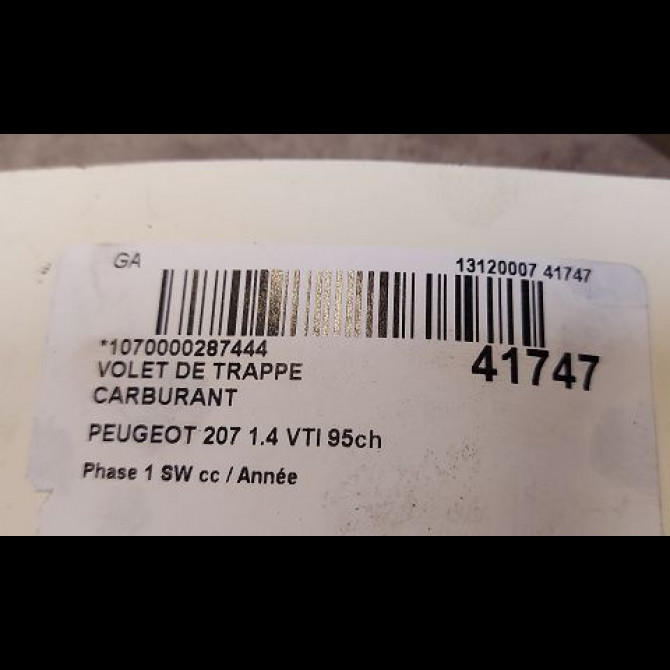 GA
13120007 41747
*1070000287444
41747
VOLET DE TRAPPE
CARBURANT
PEUGEOT 207 1.4 VTI 95ch
Phase 1 SW cc / Année